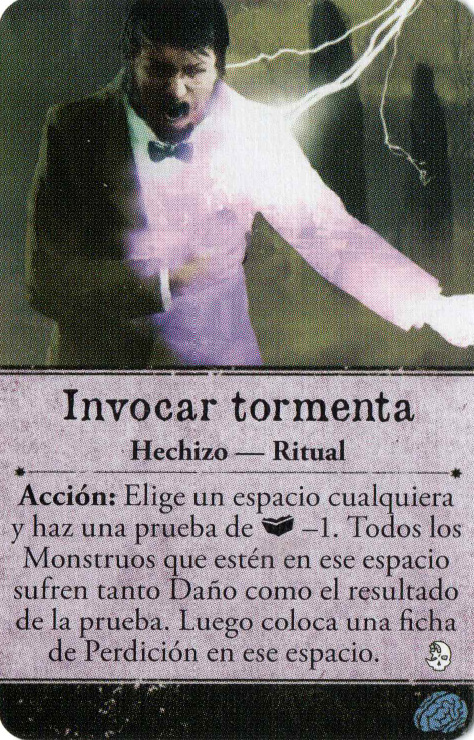 Invocar tormenta
Hechizo — Ritual
Acción: Elige un espacio cualquiera
y haz una prueba de –1. Todos los
Monstruos que estén en ese espacio
sufren tanto Daño como el resultado
de la prueba. Luego coloca una ficha
de Perdición en ese espacio.